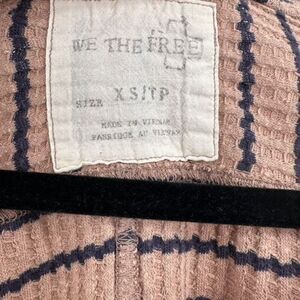 WE THE FREE
SIZE XS/TP
MADE IN VIETNAM
FABRIQUE AU VIETNAM